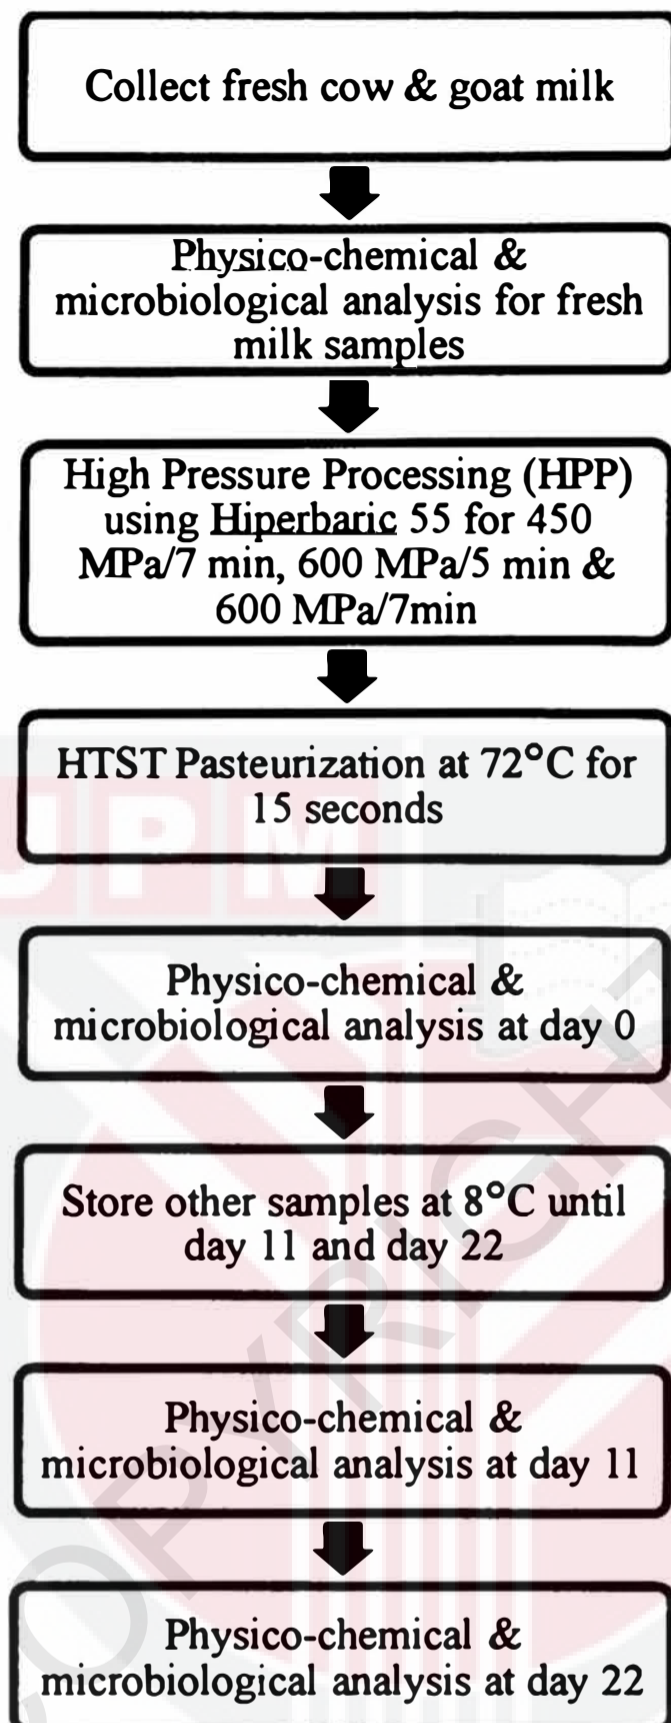 Collect fresh cow & goat milk
Physico-chemical &
microbiological analysis for fresh
milk samples
High Pressure Processing (HPP)
using Hiperbaric 55 for 450
MPa/7 min, 600 MPa/5 min &
600 MPa/7min
HTST Pasteurization at 72°C for
15 seconds
UPM
Physico-chemical &
microbiological analysis at day 0
Store other samples at 8°C until
day 11 and day 22
Physico-chemical &
microbiological analysis at day 11
Physico-chemical &
microbiological analysis at day 22
COPYRIGHT